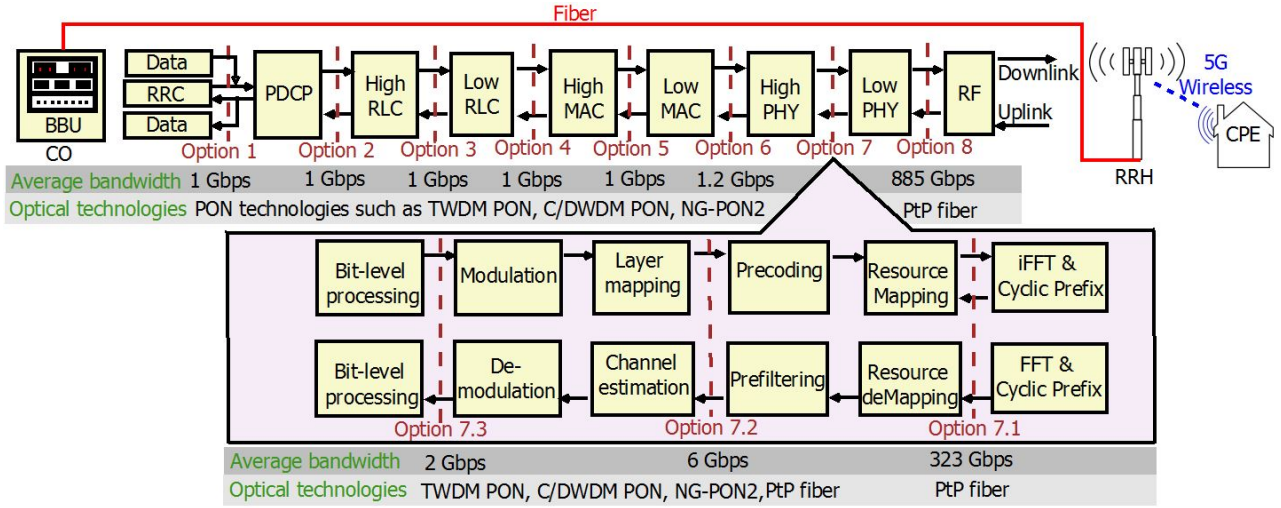 Fiber
BBU
CO
Data
RRC
Data
PDCP
High
RLC
Low
RLC
High
MAC
Low
MAC
High
PHY
Low
PHY
RF
Downlink
Uplink
5G
Wireless
CPE
RRH
Option 1
Option 2
Option 3
Option 4
Option 5
Option 6
Option 7
Option 8
Average bandwidth 1 Gbps 1 Gbps 1 Gbps 1 Gbps 1 Gbps 1.2 Gbps 885 Gbps
Optical technologies PON technologies such as TWDM PON, C/DWDM PON, NG-PON2 PtP fiber
Bit-level
processing
Modulation
Layer
mapping
Precoding
Resource
Mapping
iFFT &
Cyclic Prefix
Bit-level
processing
De-
modulation
Channel
estimation
Prefiltering
Resource
deMapping
FFT &
Cyclic Prefix
Option 7.3
Option 7.2
Option 7.1
Average bandwidth 2 Gbps 6 Gbps 323 Gbps
Optical technologies TWDM PON, C/DWDM PON, NG-PON2,PtP fiber PtP fiber